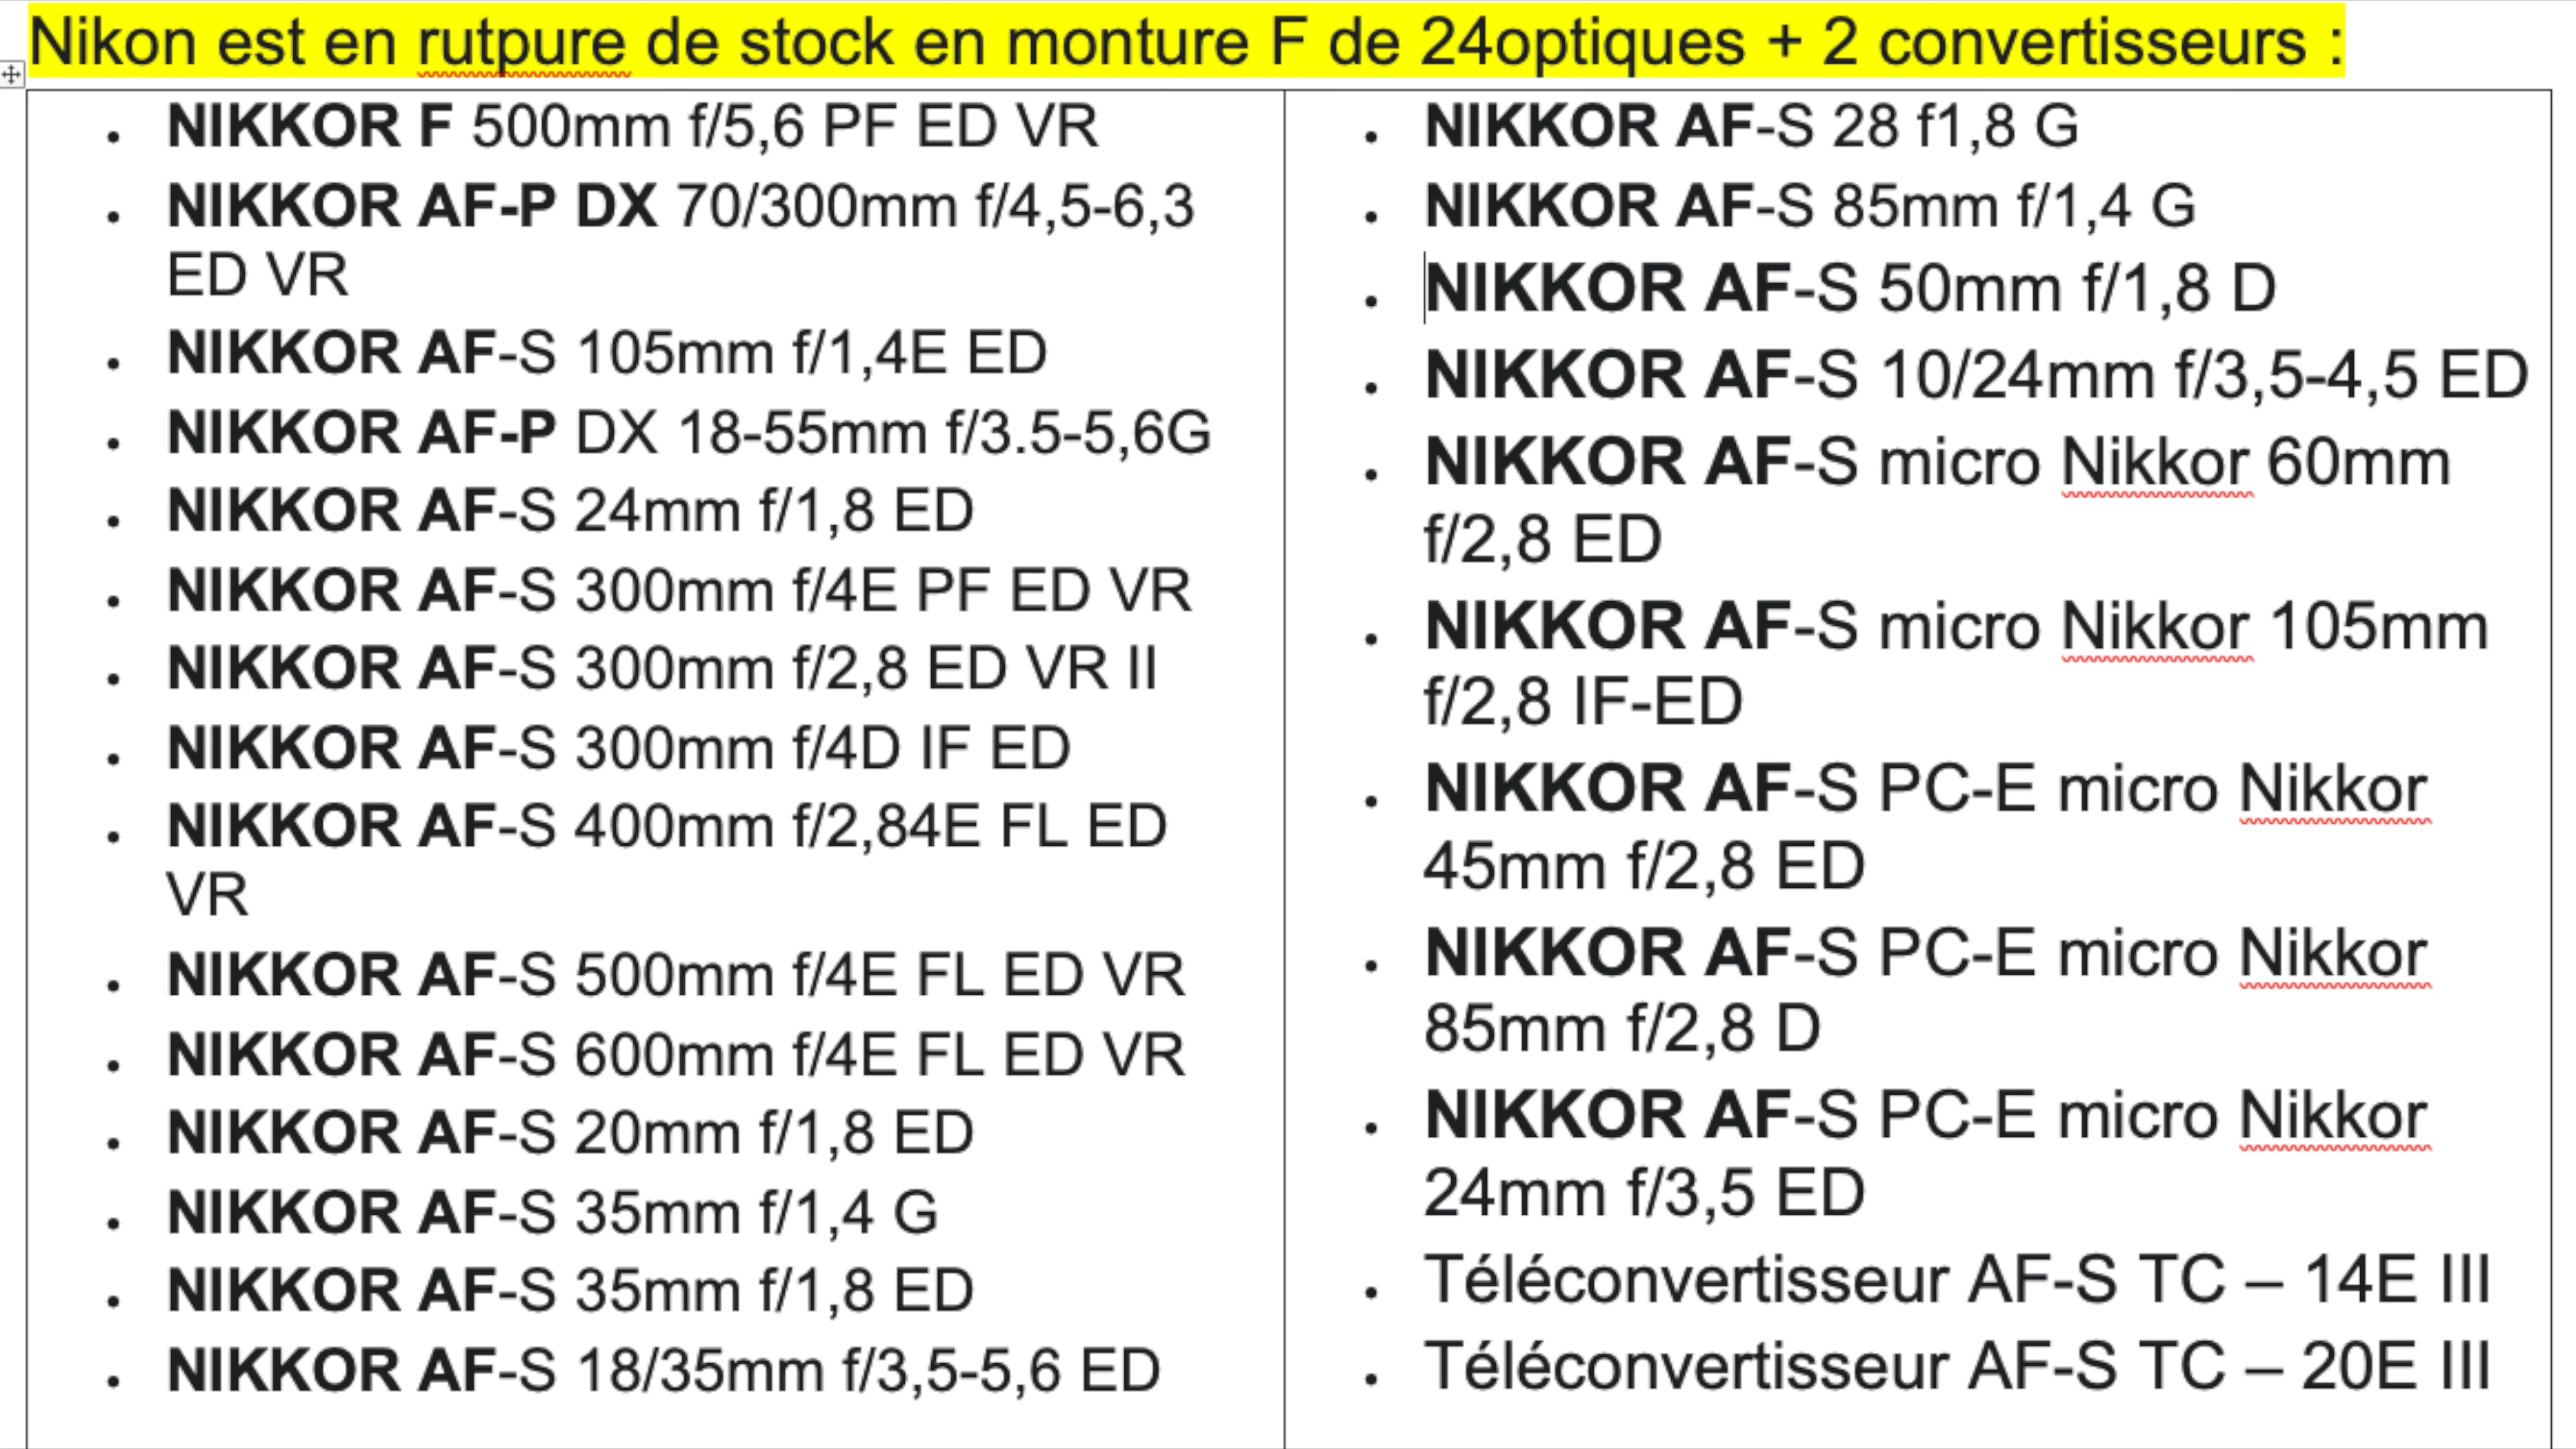 Nikon est en rutpure de stock en monture F de 24optiques + 2 convertisseurs :
• NIKKOR F 500mm f/5,6 PF ED VR
• NIKKOR AF-P DX 70/300mm f/4,5-6,3
ED VR
• NIKKOR AF-S 105mm f/1,4E ED
• NIKKOR AF-P DX 18-55mm f/3.5-5,6G
• NIKKOR AF-S 24mm f/1,8 ED
• NIKKOR AF-S 300mm f/4E PF ED VR
• NIKKOR AF-S 300mm f/2,8 ED VR II
• NIKKOR AF-S 300mm f/4D IF ED
• NIKKOR AF-S 400mm f/2,84E FL ED
VR
• NIKKOR AF-S 500mm f/4E FL ED VR
• NIKKOR AF-S 600mm f/4E FL ED VR
• NIKKOR AF-S 20mm f/1,8 ED
• NIKKOR AF-S 35mm f/1,4 G
• NIKKOR AF-S 35mm f/1,8 ED
• NIKKOR AF-S 18/35mm f/3,5-5,6 ED
• NIKKOR AF-S 28 f1,8 G
• NIKKOR AF-S 85mm f/1,4 G
• NIKKOR AF-S 50mm f/1,8 D
• NIKKOR AF-S 10/24mm f/3,5-4,5 ED
• NIKKOR AF-S micro Nikkor 60mm
f/2,8 ED
• NIKKOR AF-S micro Nikkor 105mm
f/2,8 IF-ED
• NIKKOR AF-S PC-E micro Nikkor
45mm f/2,8 ED
• NIKKOR AF-S PC-E micro Nikkor
85mm f/2,8 D
• NIKKOR AF-S PC-E micro Nikkor
24mm f/3,5 ED
• Téléconvertisseur AF-S TC – 14E III
• Téléconvertisseur AF-S TC – 20E III